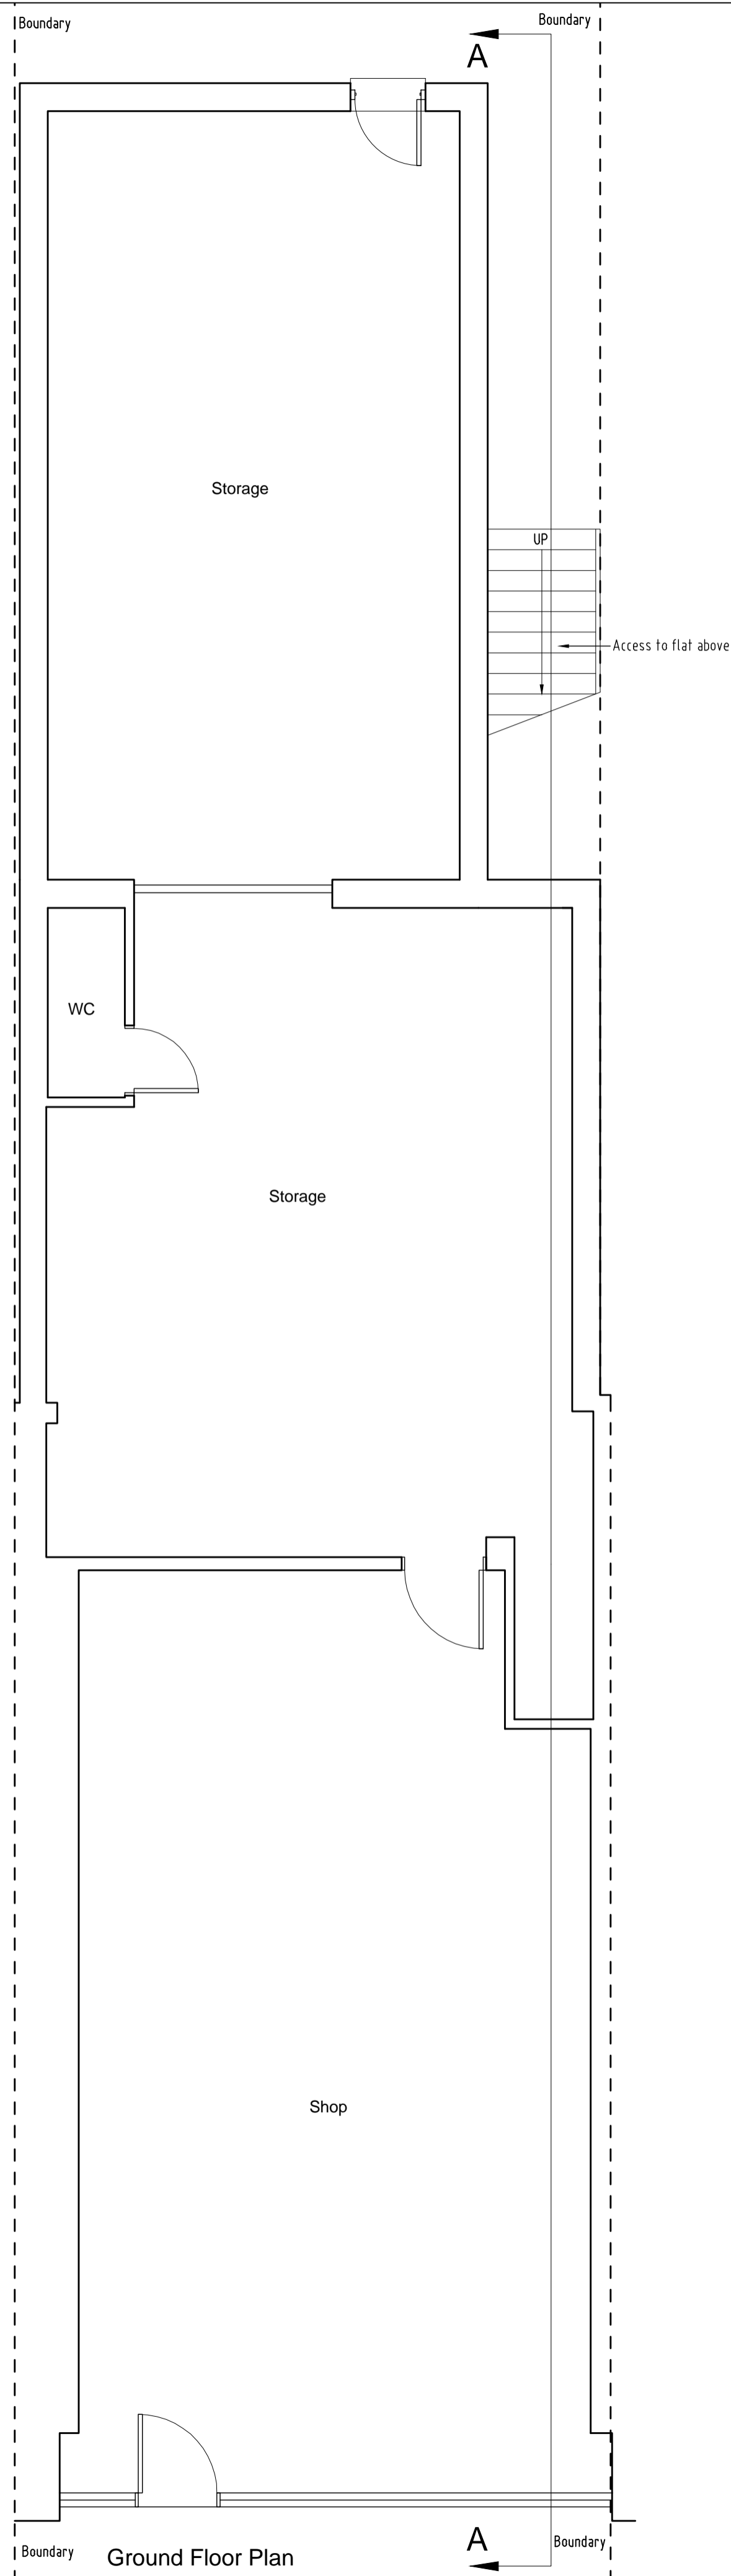 Boundary
Boundary
A
Storage
UP
Access to flat above
WC
Storage
Shop
Boundary
Ground Floor Plan
A
Boundary